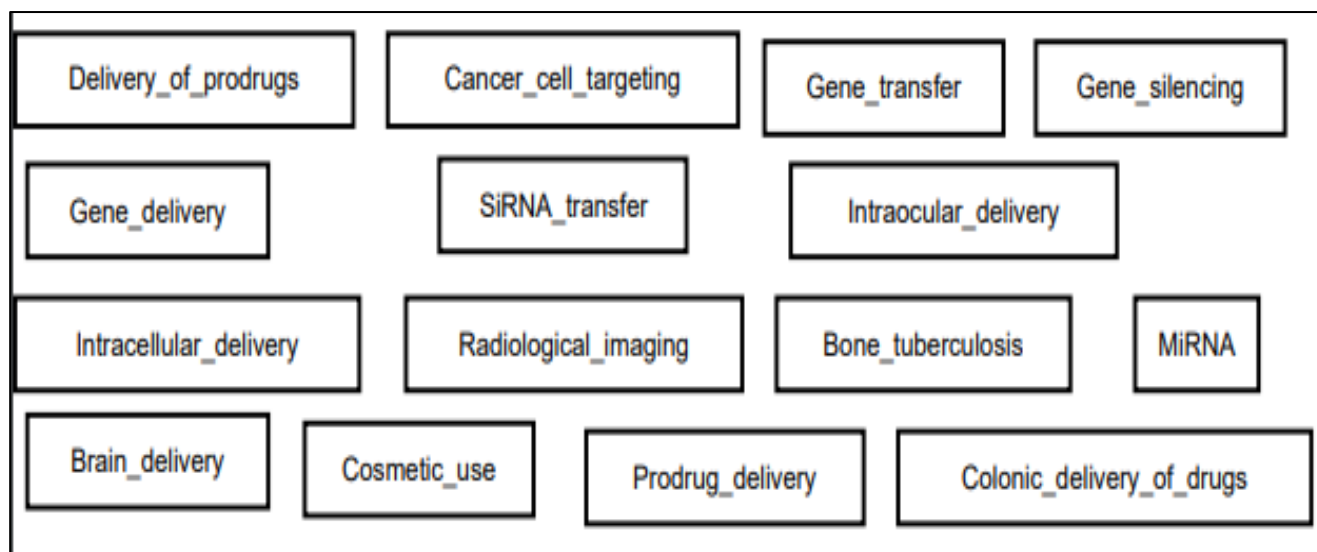 Delivery_of_prodrugs
Cancer_cell_targeting
Gene_transfer
Gene_silencing
Gene_delivery
SiRNA_transfer
Intraocular_delivery
Intracellular_delivery
Radiological_imaging
Bone_tuberculosis
MiRNA
Brain_delivery
Cosmetic_use
Prodrug_delivery
Colonic_delivery_of_drugs